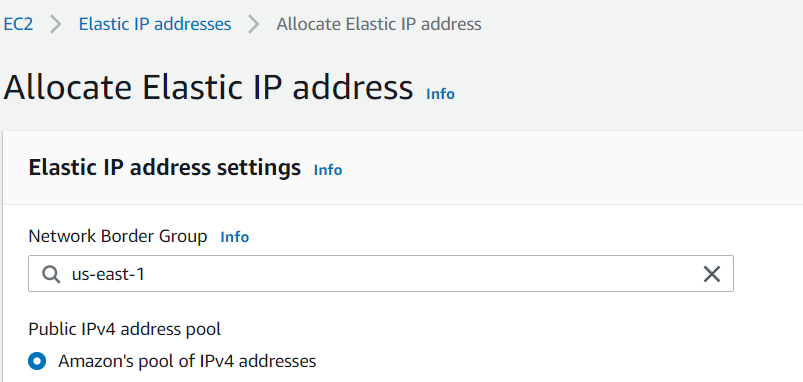 EC2 > Elastic IP addresses > Allocate Elastic IP address
Allocate Elastic IP address Info
Elastic IP address settings Info
Network Border Group Info
us-east-1
Public IPv4 address pool
Amazon's pool of IPv4 addresses